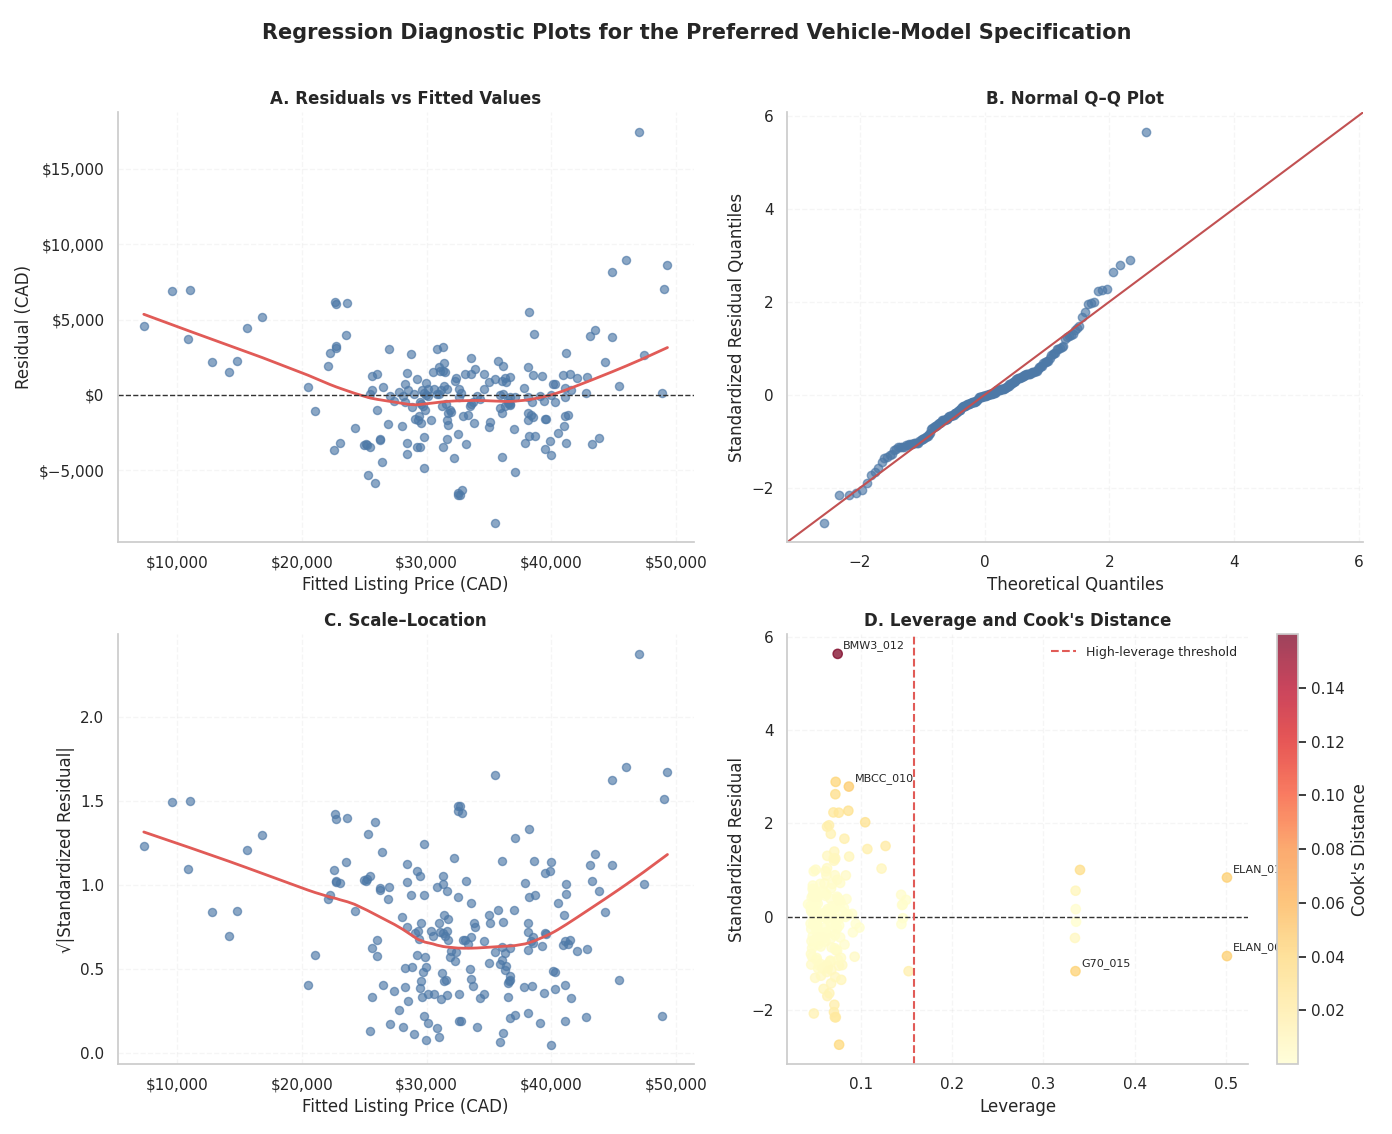 Regression Diagnostic Plots for the Preferred Vehicle-Model Specification
A. Residuals vs Fitted Values
$15,000
$10,000
$5,000
$0
$−5,000
Residual (CAD)
$10,000 $20,000 $30,000 $40,000 $50,000
Fitted Listing Price (CAD)
B. Normal Q–Q Plot
6
4
2
0
−2
Standardized Residual Quantiles
−2 0 2 4 6
Theoretical Quantiles
C. Scale–Location
2.0
1.5
1.0
0.5
0.0
√|Standardized Residual|
$10,000 $20,000 $30,000 $40,000 $50,000
Fitted Listing Price (CAD)
D. Leverage and Cook's Distance
6
4
2
0
−2
Standardized Residual
BMW3_012
High-leverage threshold
MBCC_010
G70_015
0.1 0.2 0.3 0.4 0.5
Leverage
0.14
0.12
0.10
0.08
0.06
0.04
0.02
Cook's Distance